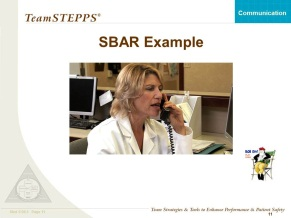 TeamSTEPPS®
Communication
SBAR Example
Team Strategies & Tools to Enhance Performance & Patient Safety
11